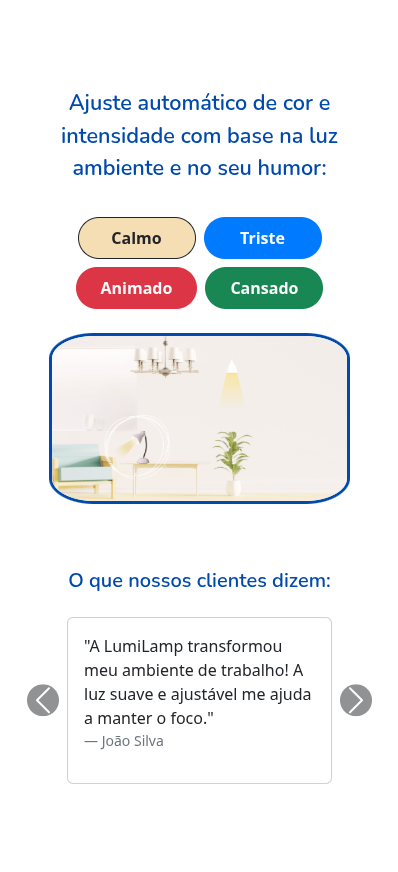 Ajuste automático de cor e
intensidade com base na luz
ambiente e no seu humor:
Calmo
Triste
Animado
Cansado
O que nossos clientes dizem:
"A LumiLamp transformou
meu ambiente de trabalho! A
luz suave e ajustável me ajuda
a manter o foco."
— João Silva